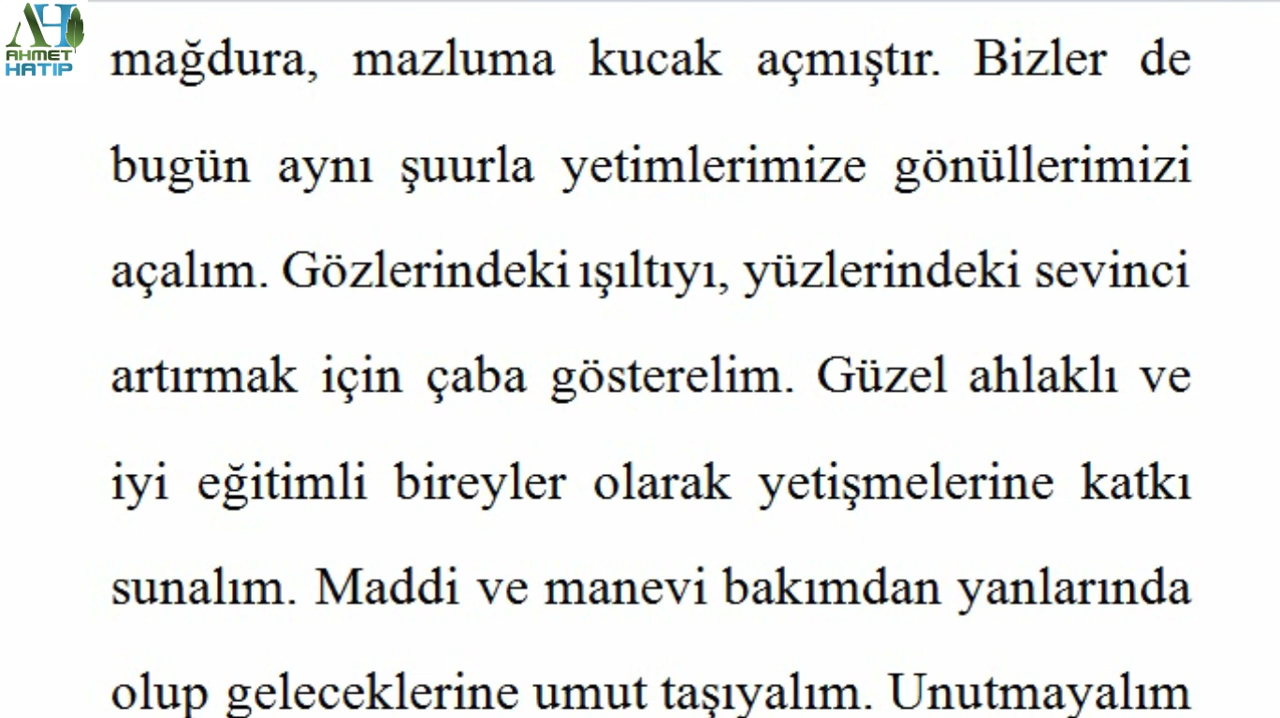 AH
AHMET
HATIP
mağdura, mazluma kucak açmıştır. Bizler de
bugün aynı şuurla yetimlerimize gönüllerimizi
açalım. Gözlerindeki ışıltıyı, yüzlerindeki sevinci
artırmak için çaba gösterelim. Güzel ahlaklı ve
iyi eğitimli bireyler olarak yetişmelerine katkı
sunalım. Maddi ve manevi bakımdan yanlarında
olup geleceklerine umut taşıyalım. Unutmayalım